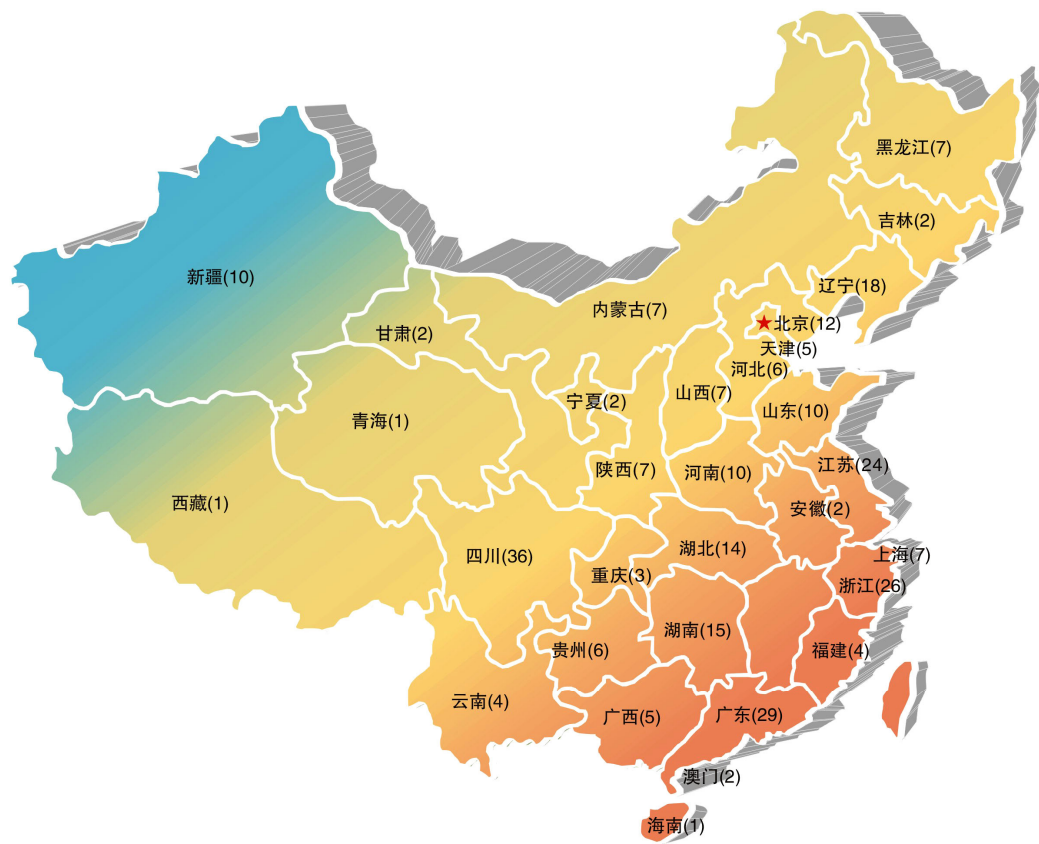 黑龙江(7)
吉林(2)
新疆(10)
辽宁(18)
内蒙古(7)
北京(12)
甘肃(2)
天津(5)
河北(6)
山西(7)
宁夏(2)
山东(10)
青海(1)
江苏(24)
陕西(7)
河南(10)
西藏(1)
安徽(2)
湖北(14)
上海(7)
四川(36)
重庆(3)
浙江(26)
湖南(15)
贵州(6)
福建(4)
云南(4)
广西(5)
广东(29)
澳门(2)
海南(1)